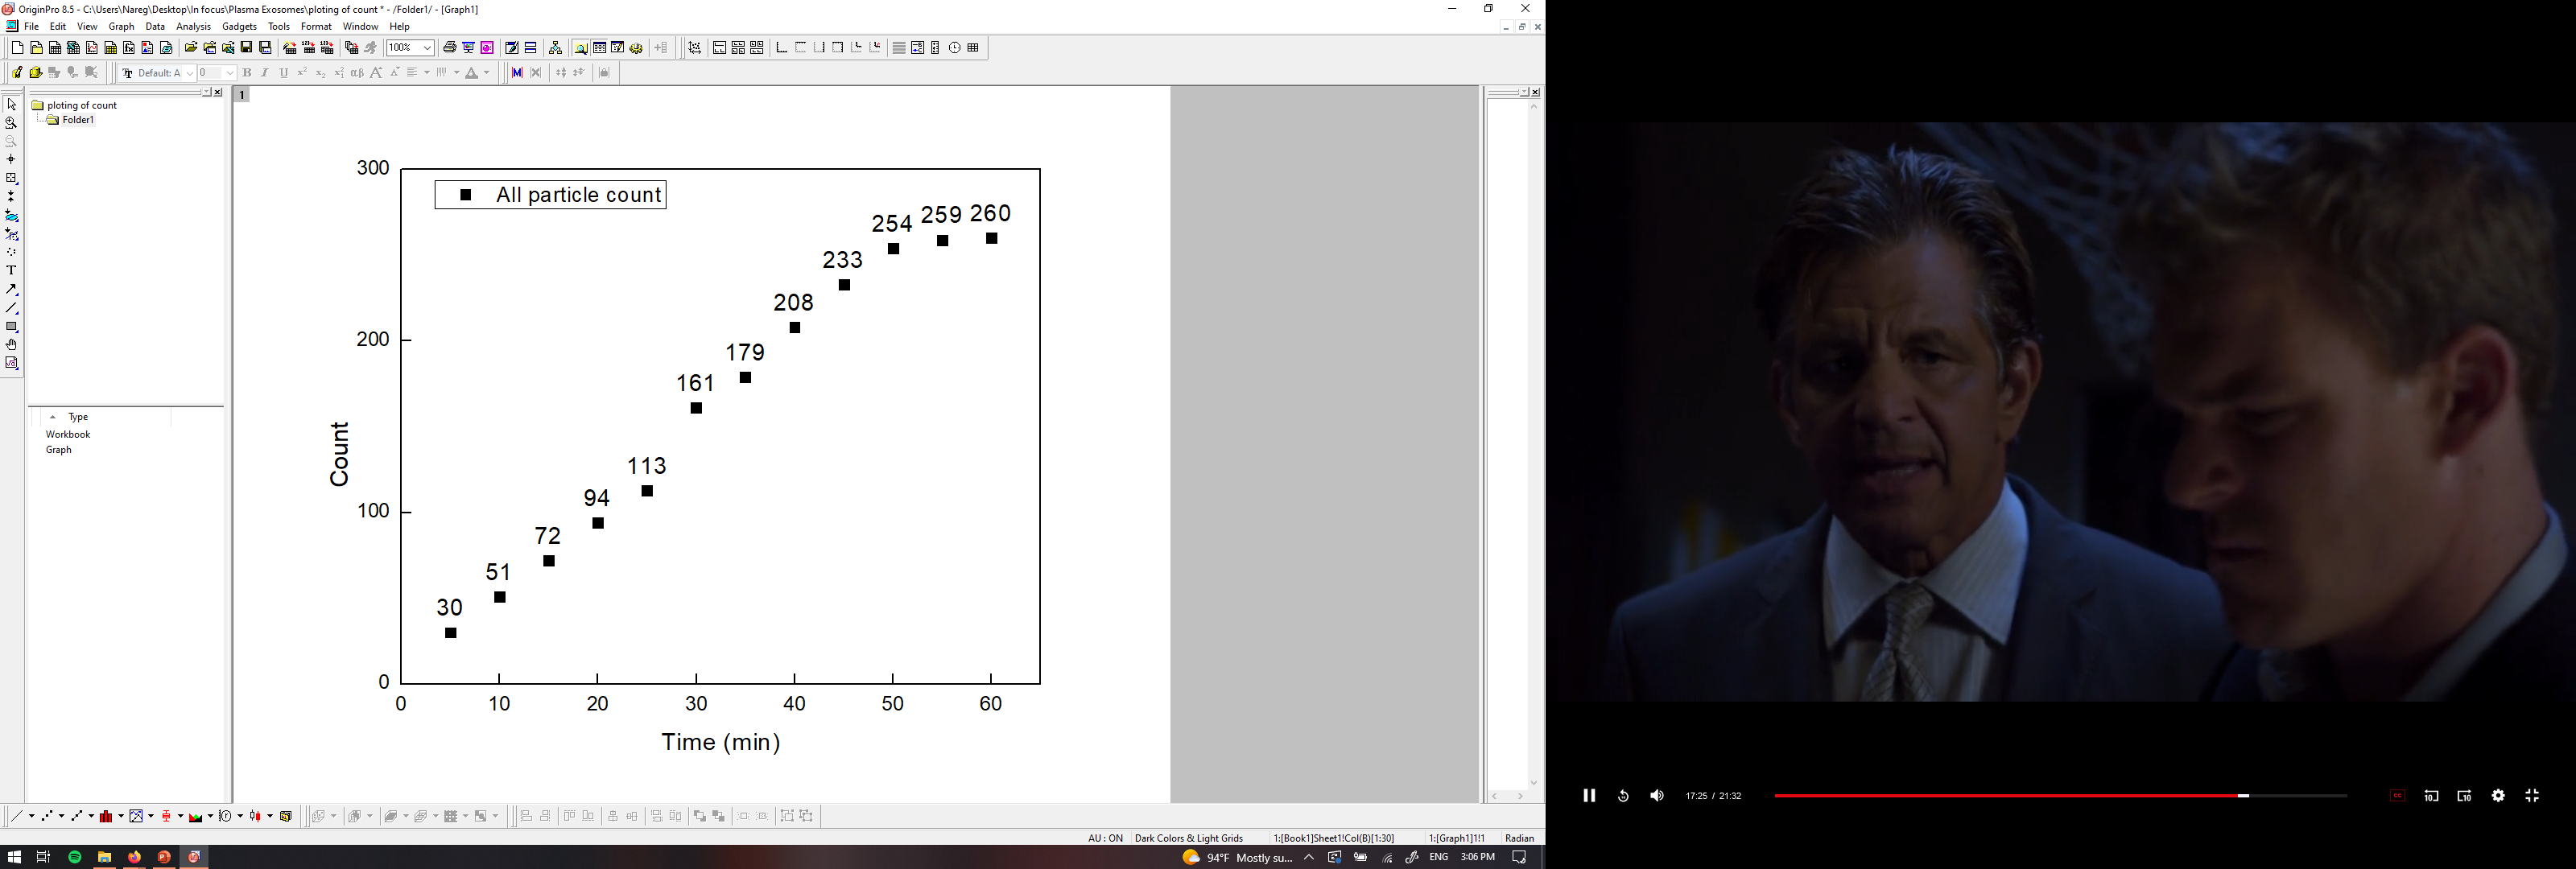 OriginPro 8.5 - C:\Users\Nareg\Desktop\In focus\Plasma Exosomes\ploting of count * - /Folder1/ - [Graph1]
File Edit View Graph Data Analysis Gadgets Tools Format Window Help
100%
Default: A 0 B I U
ploting of count
Folder1
Type
Workbook
Graph
1
All particle count
300
200
100
0
Count
30
51
72
94
113
161
179
208
233
254
259
260
0 10 20 30 40 50 60
Time (min)
AU : ON Dark Colors & Light Grids 1:[Book1]Sheet1!Col(B)[1:30] 1:[Graph1]1!1 Radian
94°F Mostly su... ENG 3:06 PM
17:25 / 21:32
CC 10 10